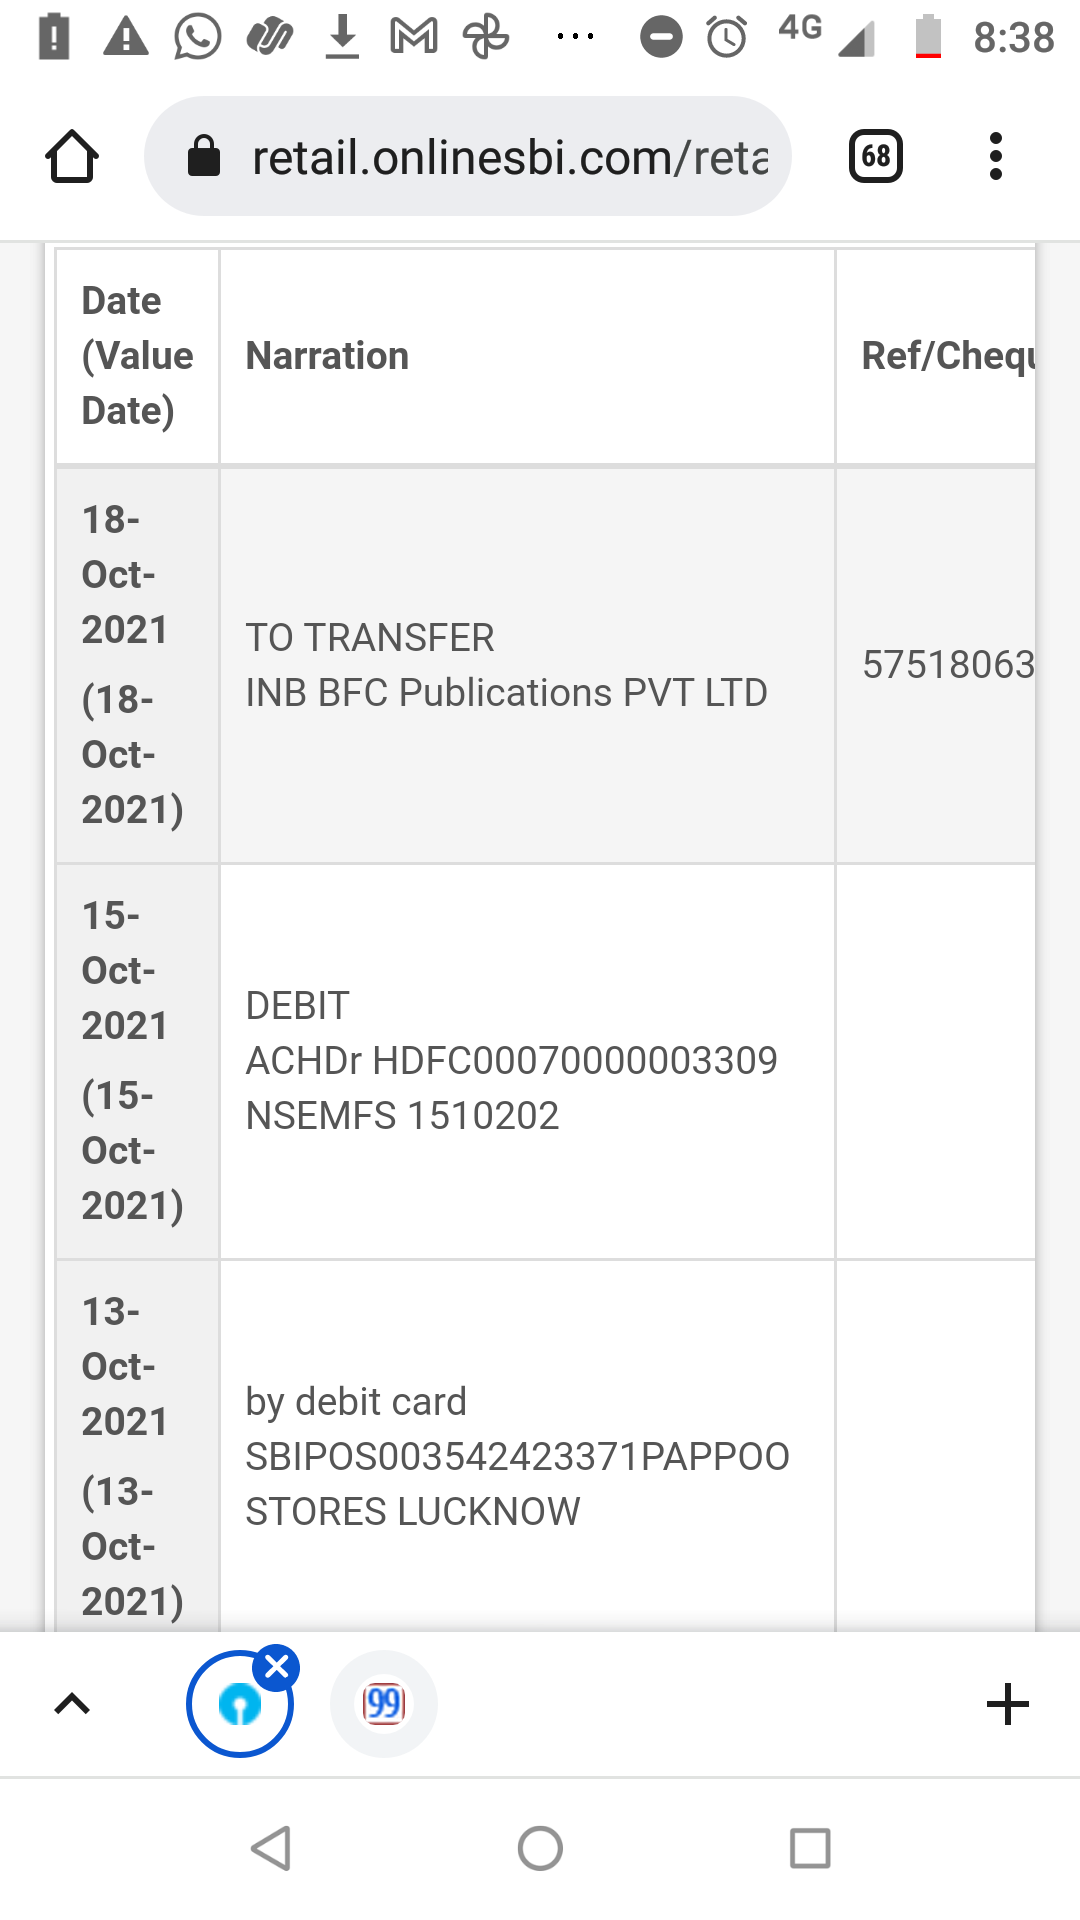 4G 8:38
retail.onlinesbi.com/reta
68
Date
(Value
Date)
Narration
Ref/Chequ
18-
Oct-
2021
(18-
Oct-
2021)
TO TRANSFER
INB BFC Publications PVT LTD
57518063
15-
Oct-
2021
(15-
Oct-
2021)
DEBIT
ACHDr HDFC00070000003309
NSEMFS 1510202
13-
Oct-
2021
(13-
Oct-
2021)
by debit card
SBIPOS003542423371PAPPOO
STORES LUCKNOW
99